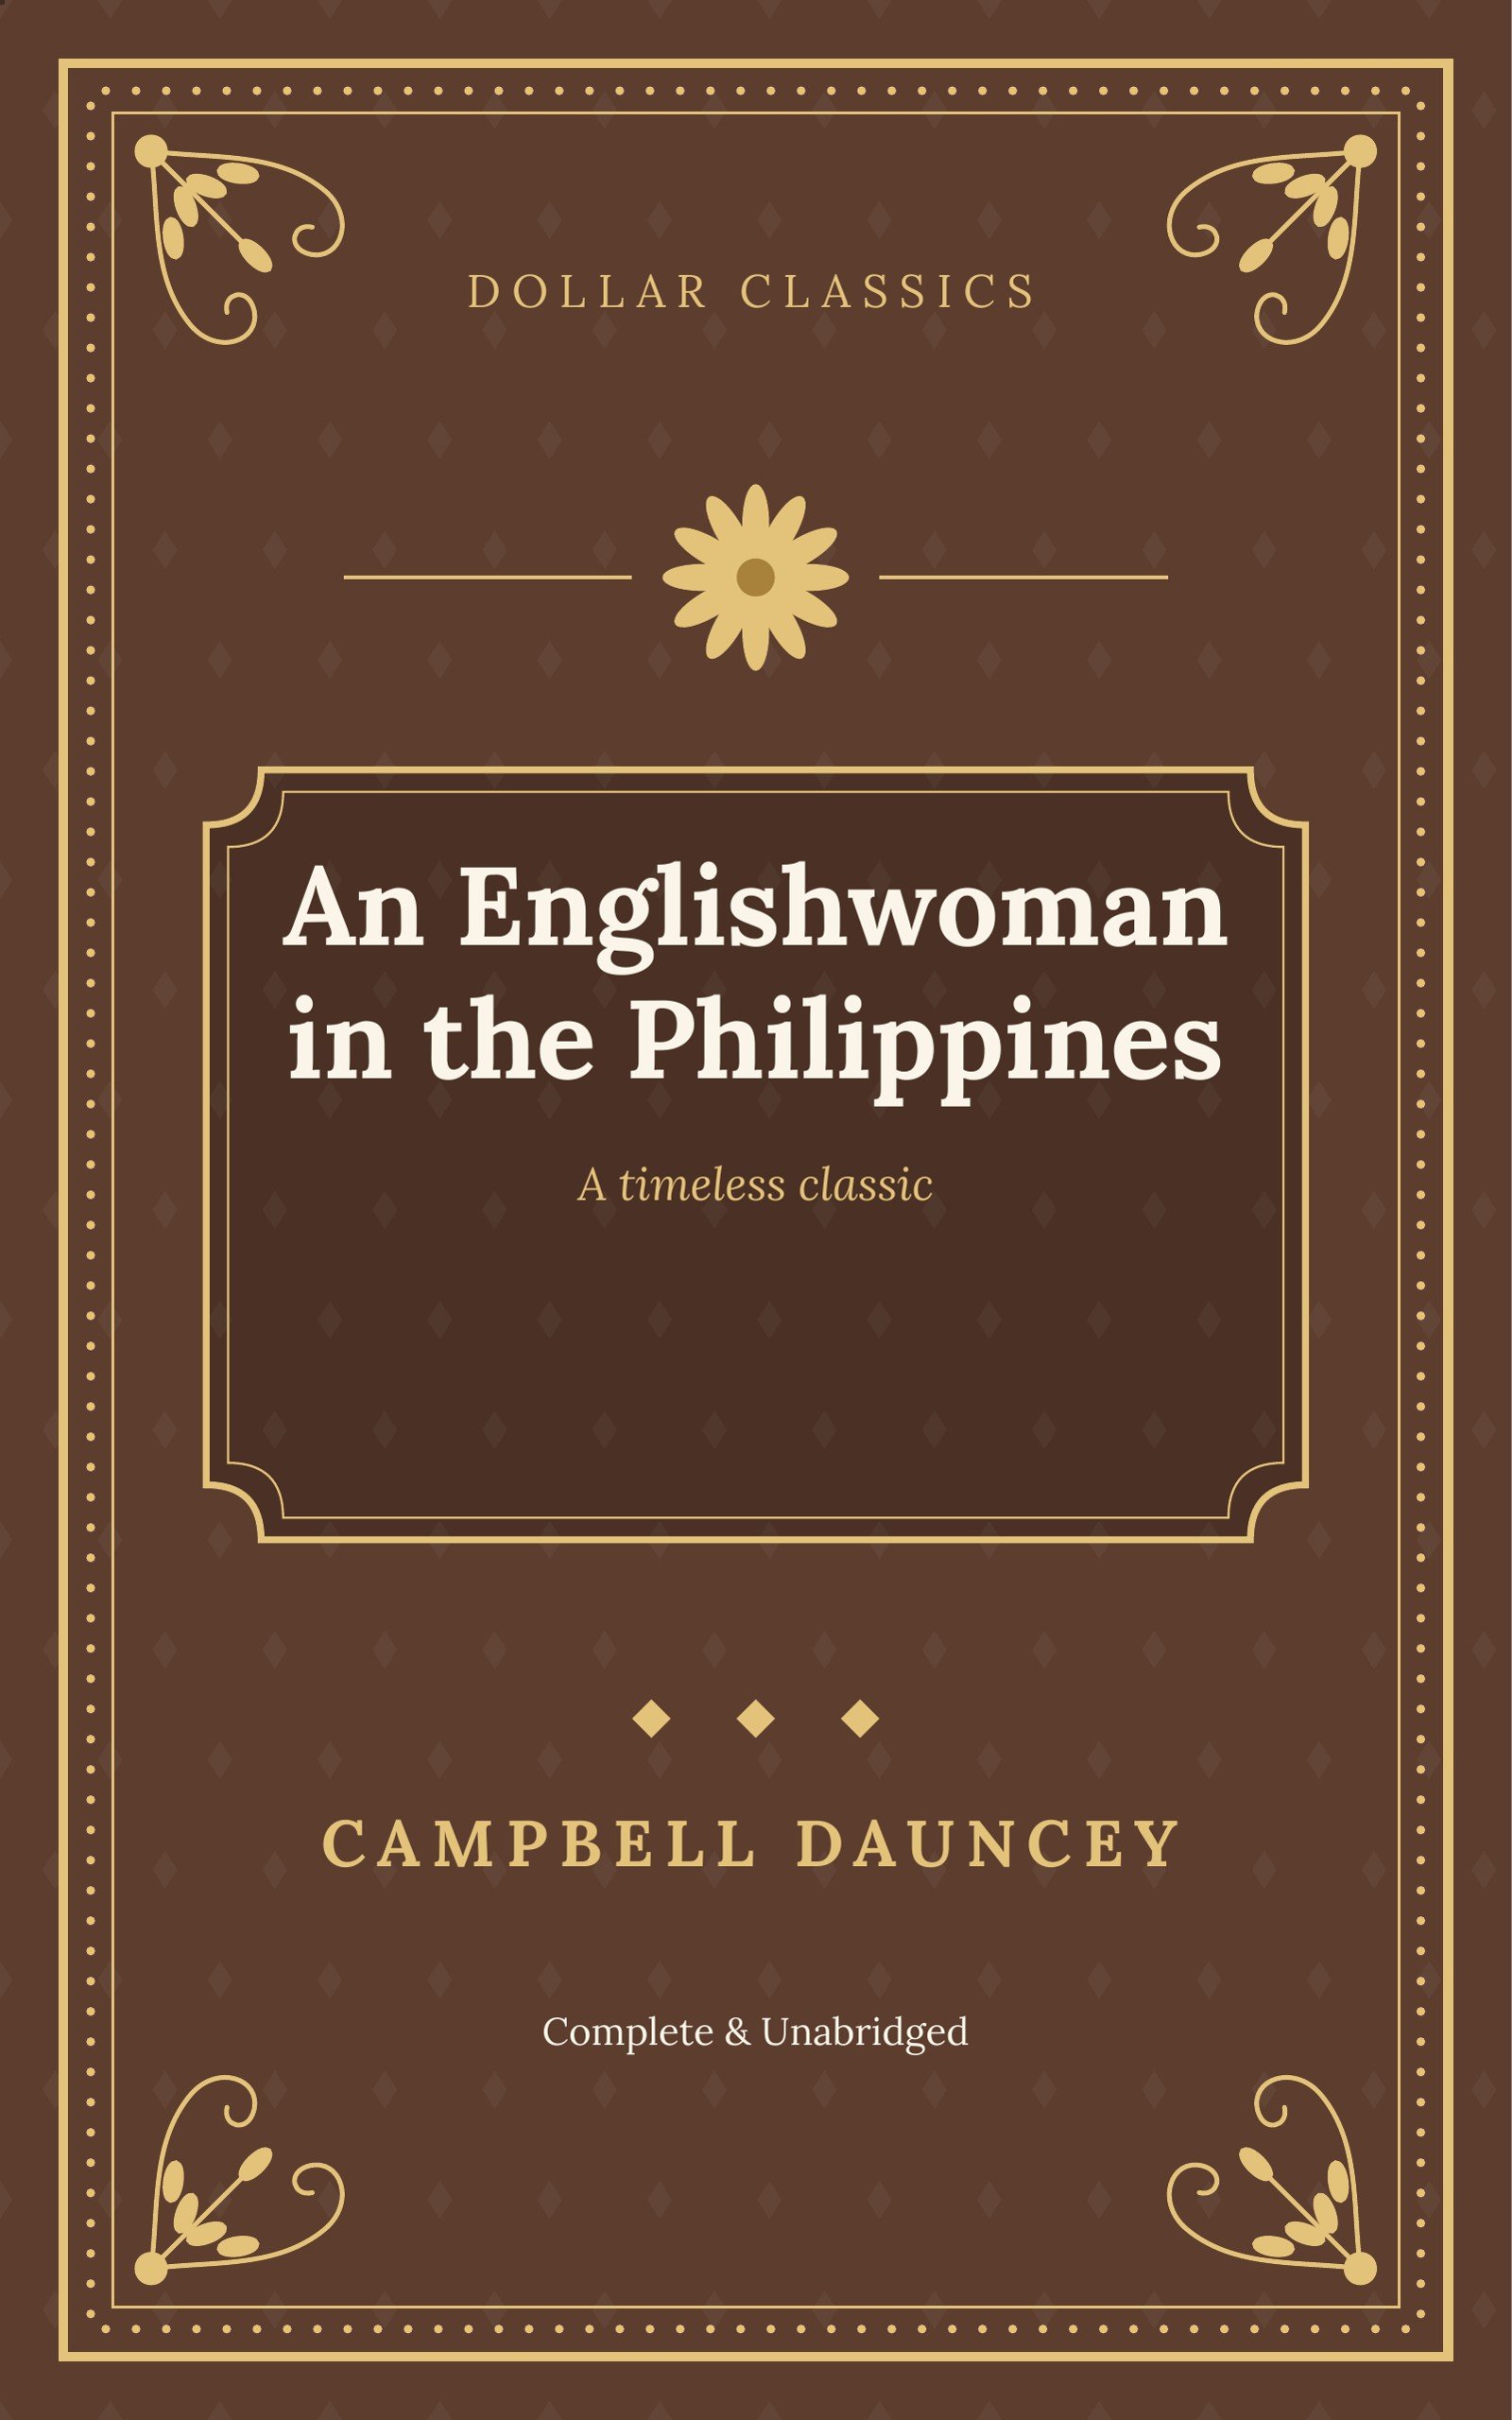 DOLLAR CLASSICS
An Englishwoman
in the Philippines
A timeless classic
CAMPBELL DAUNCEY
Complete & Unabridged